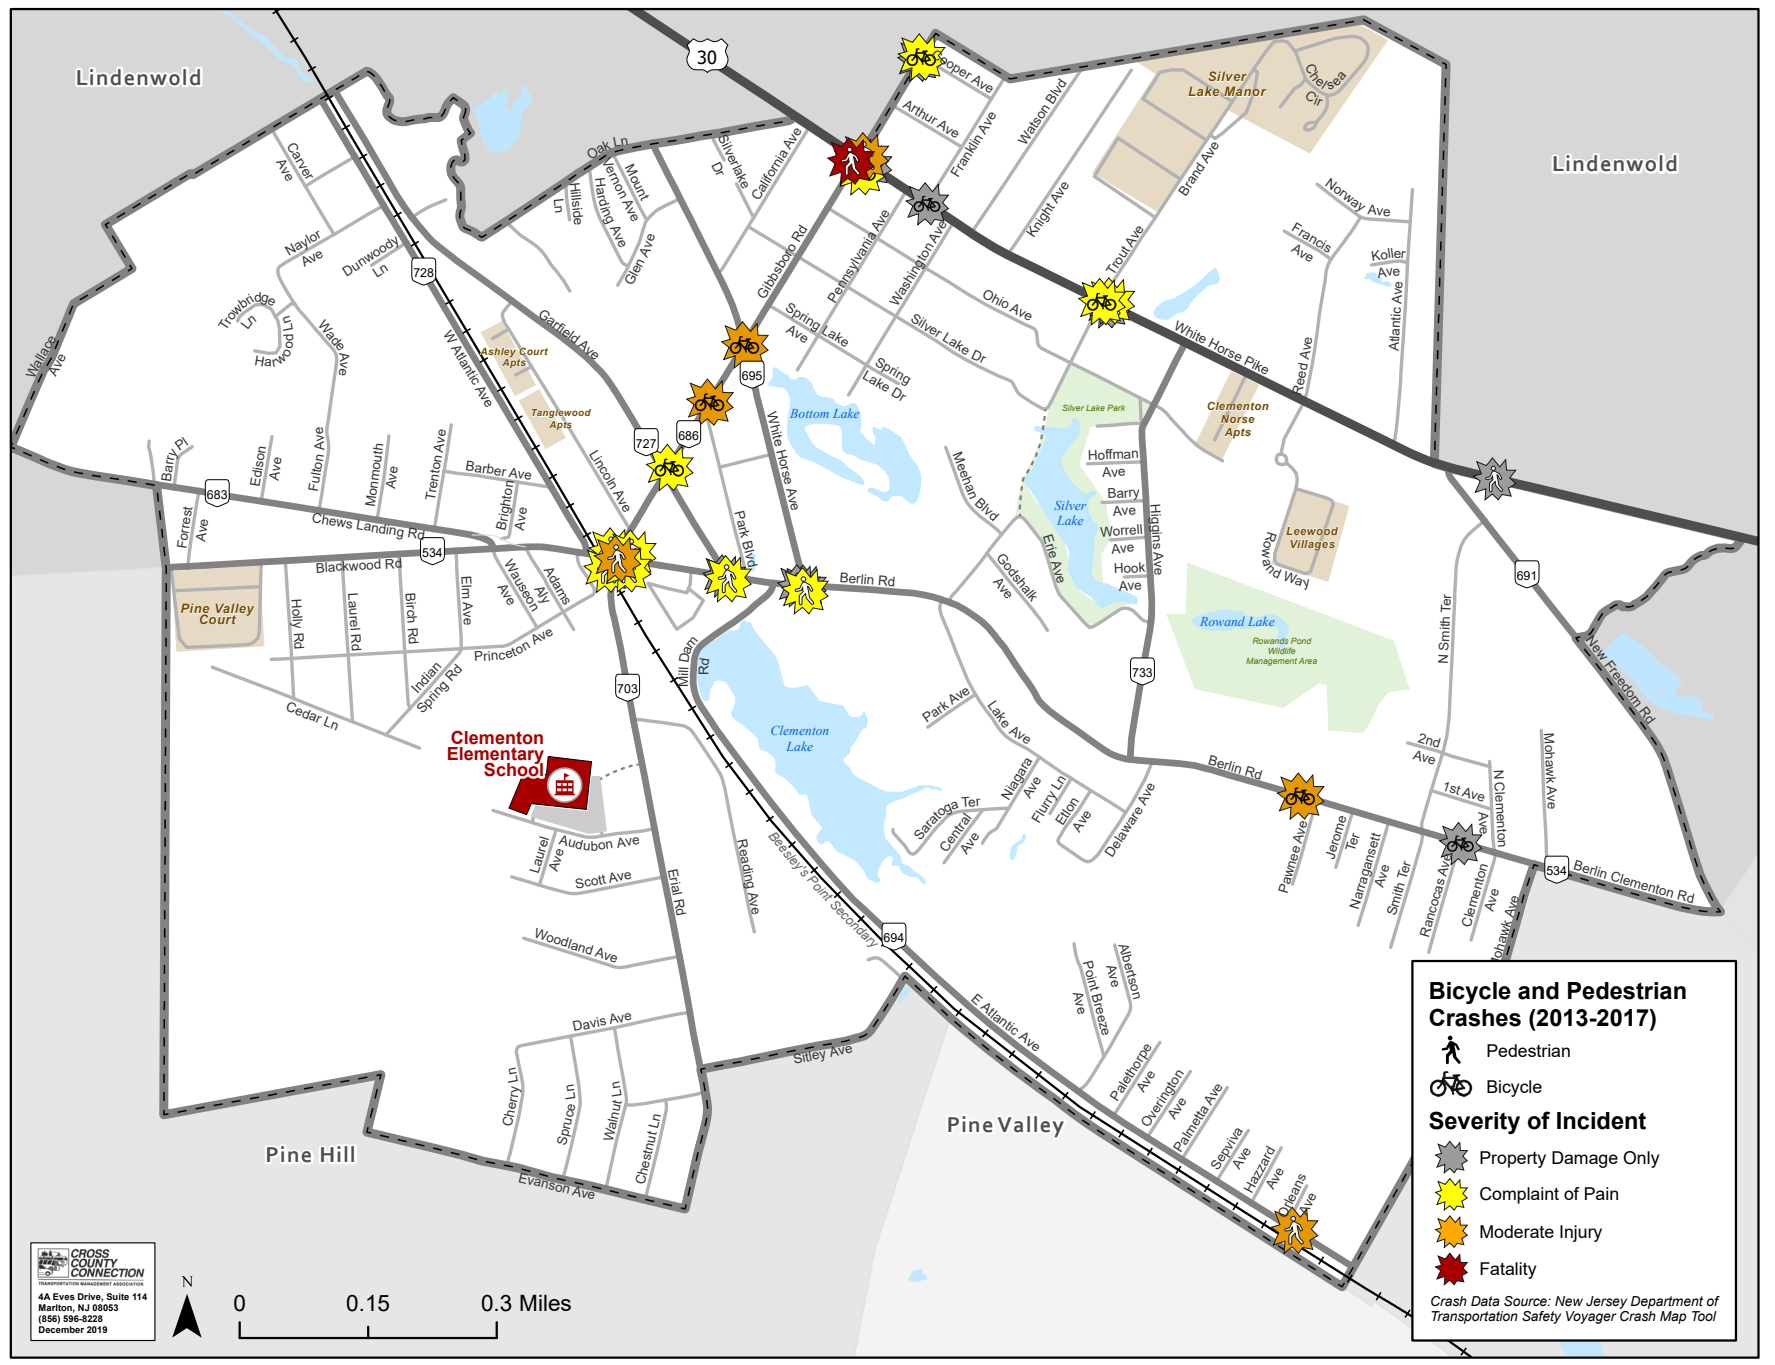 Lindenwold
30
Cooper Ave
Arthur Ave
Franklin Ave
Watson Blvd
Silver
Lake Manor
Chelsea
Cir
Lindenwold
Carver
Ave
Oak Ln
Hillside
Ln
Harding Ave
Vernon Ave
Mount
Glen Ave
Silverlake
Dr
California Ave
Knight Ave
Brand Ave
Trout Ave
Norway Ave
Francis
Ave
Koller
Ave
Atlantic Ave
Naylor
Ave
Dunwoody
Ln
728
Gibbsboro Rd
Pennsylvania Ave
Washington Ave
Ohio Ave
Trowbridge
Ln
Harwood Ln
Wade Ave
Wallace
Ave
W Atlantic Ave
Garfield Ave
Ashley Court
Apts
Tanglewood
Apts
Spring Lake
Ave
Silver Lake Dr
Spring
Lake Dr
White Horse Pike
Reed Ave
695
686
727
Bottom Lake
White Horse Ave
Silver Lake Park
Clementon
Norse
Apts
Barry Pl
Edison
Ave
Fulton Ave
Monmouth
Ave
Trenton Ave
Barber Ave
Brighton
Ave
Lincoln Ave
683
Forrest
Ave
Chews Landing Rd
534
Blackwood Rd
Park Blvd
Berlin Rd
Meehan Blvd
Godshalk
Ave
Erie Ave
Silver
Lake
Hoffman
Ave
Barry
Ave
Worrell
Ave
Hook
Ave
Higgins Ave
Leewood
Villages
Rowand Way
691
Pine Valley
Court
Holly Rd
Laurel Rd
Birch Rd
Elm Ave
Wauseon
Ave
Adams
Aly
Princeton Ave
Indian
Spring Rd
Cedar Ln
703
Mill Dam
Rd
Rowand Lake
Rowands Pond
Wildlife
Management Area
733
N Smith Ter
New Freedom Rd
Clementon
Elementary
School
Clementon
Lake
Park Ave
Lake Ave
Niagara
Ave
Flurry Ln
Etlon
Ave
Delaware Ave
Saratoga Ter
Central
Ave
Berlin Rd
2nd
Ave
1st Ave
N Clementon
Ave
Mohawk Ave
Laurel
Ave
Audubon Ave
Scott Ave
Woodland Ave
Erial Rd
Reading Ave
Beesley's Point Secondary
694
Pawnee Ave
Jerome
Ter
Narragansett
Ave
Smith Ter
Rancocas Ave
Clementon
Ave
Mohawk Ave
534
Berlin Clementon Rd
Davis Ave
Cherry Ln
Spruce Ln
Walnut Ln
Chestnut Ln
Evanson Ave
Sitley Ave
E Atlantic Ave
Point Breeze
Ave
Albertson
Ave
Palethorpe
Ave
Overington
Ave
Palmetta Ave
Sepviva
Ave
Hazzard
Ave
Orleans
Ave
Pine Hill
Pine Valley
Bicycle and Pedestrian
Crashes (2013-2017)
Pedestrian
Bicycle
Severity of Incident
Property Damage Only
Complaint of Pain
Moderate Injury
Fatality
Crash Data Source: New Jersey Department of
Transportation Safety Voyager Crash Map Tool
CROSS
COUNTY
CONNECTION
TRANSPORTATION MANAGEMENT ASSOCIATION
4A Eves Drive, Suite 114
Marlton, NJ 08053
(856) 596-8228
December 2019
N
0 0.15 0.3 Miles